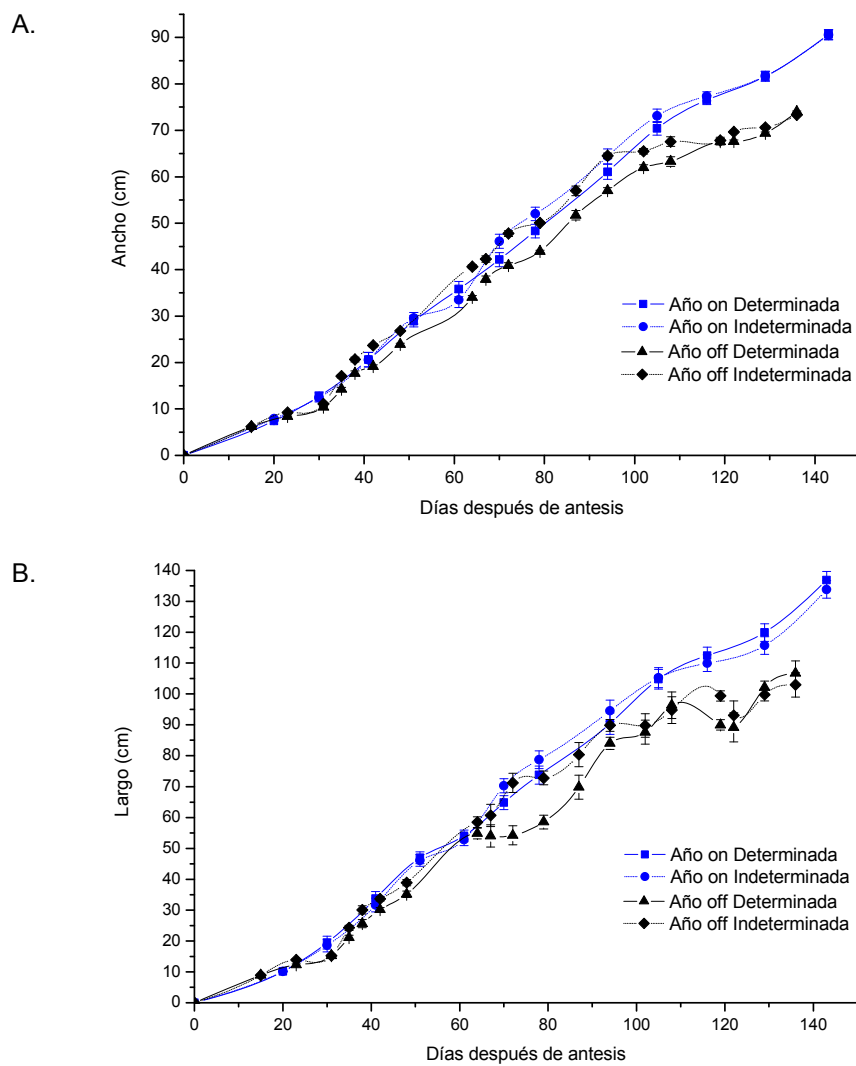 A.
90
80
70
60
50
40
30
20
10
0
Ancho (cm)
Año on Determinada
Año on Indeterminada
Año off Determinada
Año off Indeterminada
0 20 40 60 80 100 120 140
Días después de antesis
B.
140
130
120
110
100
90
80
70
60
50
40
30
20
10
0
Largo (cm)
Año on Determinada
Año on Indeterminada
Año off Determinada
Año off Indeterminada
0 20 40 60 80 100 120 140
Días después de antesis